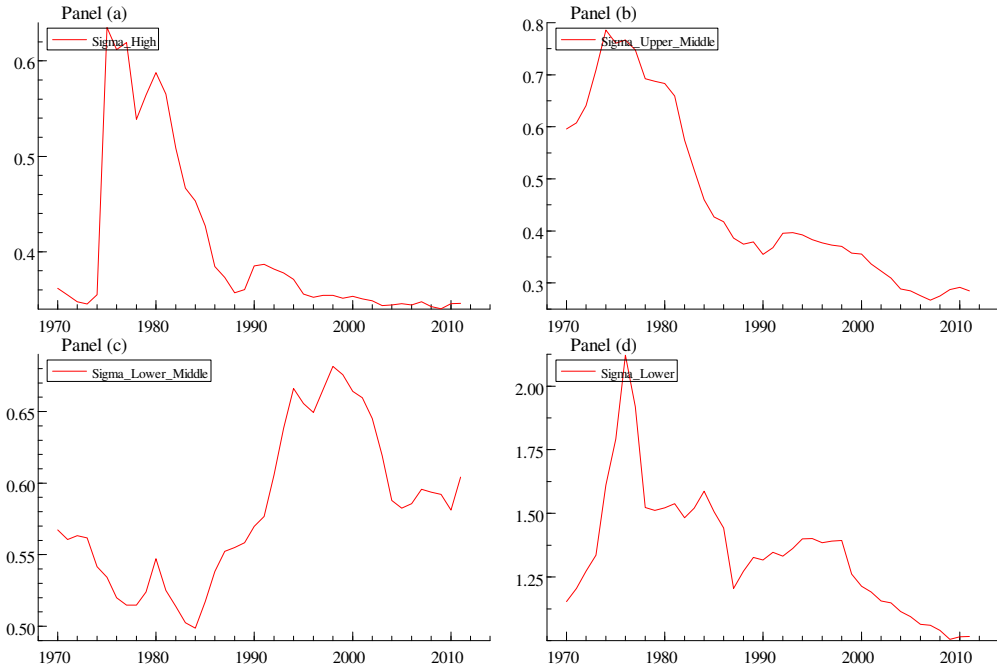 Panel (a)
Sigma_High
0.6
0.5
0.4
1970 1980 1990 2000 2010
Panel (b)
Sigma_Upper_Middle
0.8
0.7
0.6
0.5
0.4
0.3
1970 1980 1990 2000 2010
Panel (c)
Sigma_Lower_Middle
0.65
0.60
0.55
0.50
1970 1980 1990 2000 2010
Panel (d)
Sigma_Lower
2.00
1.75
1.50
1.25
1970 1980 1990 2000 2010